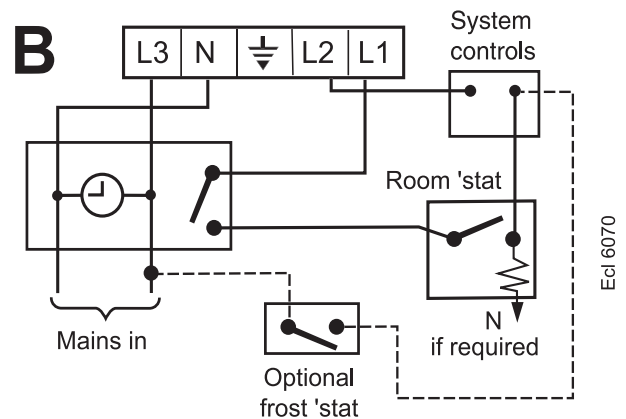 B
L3 N L2 L1
System
controls
Room 'stat
Ecl 6070
N
if required
Mains in
Optional
frost 'stat